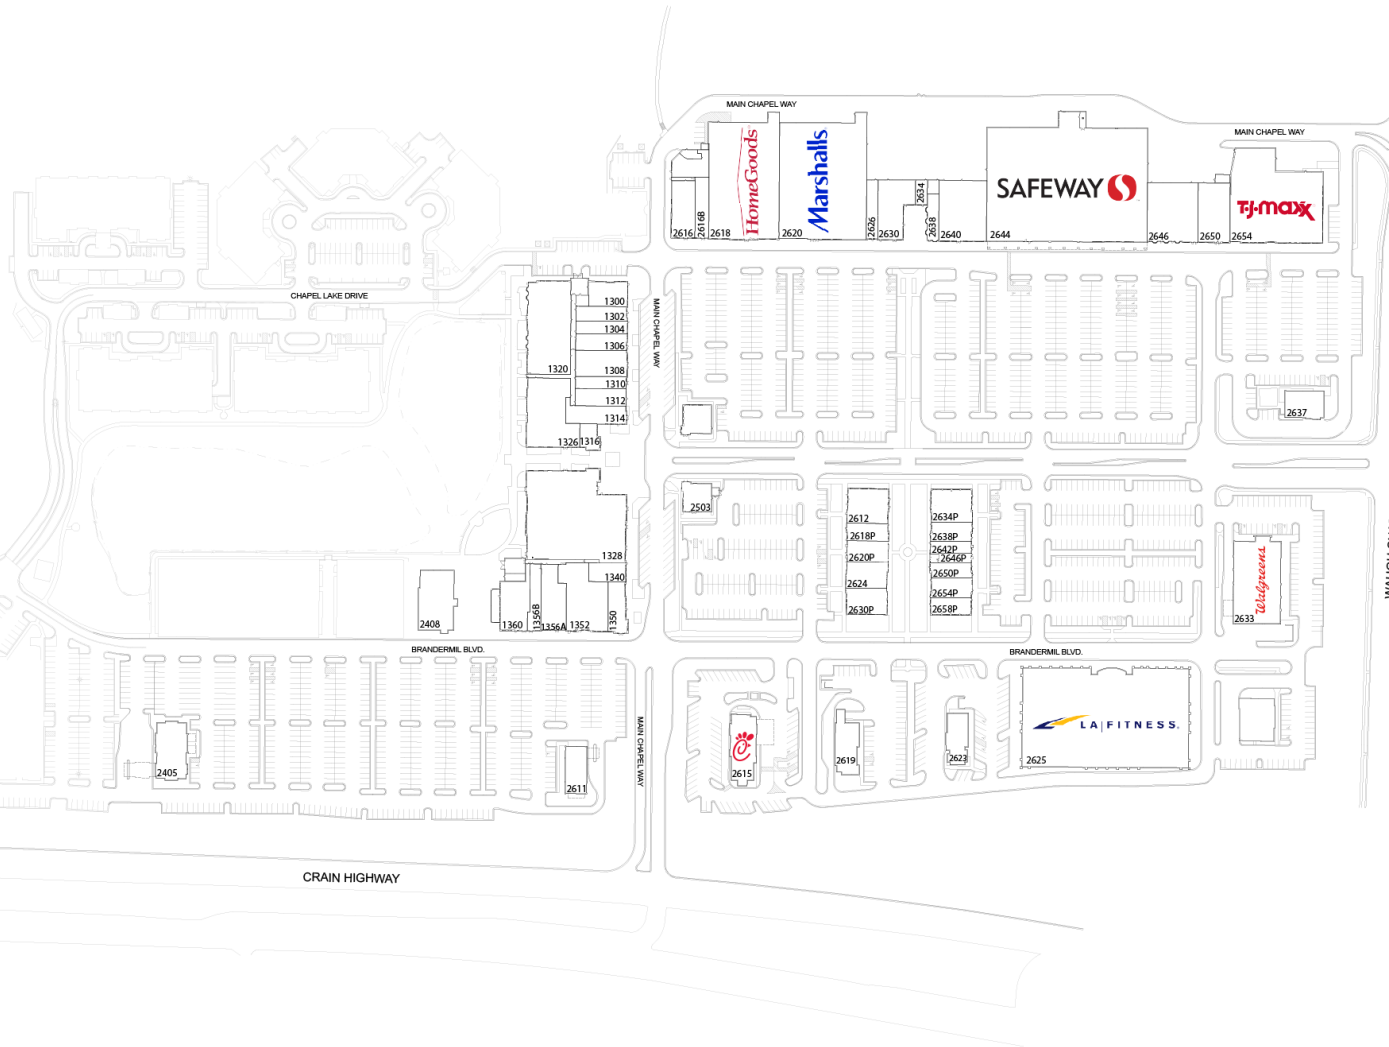 MAIN CHAPEL WAY
MAIN CHAPEL WAY
HomeGoods
Marshalls
SAFEWAY
T.J.maxx
2616
2616B
2618
2620
2626
2630
2634
2638
2640
2644
2646
2650
2654
CHAPEL LAKE DRIVE
MAIN CHAPEL WAY
1300
1302
1304
1306
1320
1308
1310
1312
1314
1326
1316
2637
2503
2612
2618P
2620P
2624
2630P
2634P
2638P
2642P
2646P
2650P
2654P
2658P
Walgreens
2633
1328
1340
2408
1360
1356B
1356A
1352
1350
BRANDERMIL BLVD.
BRANDERMIL BLVD.
MAIN CHAPEL WAY
2405
2611
2615
2619
2623
LA|FITNESS.
2625
CRAIN HIGHWAY